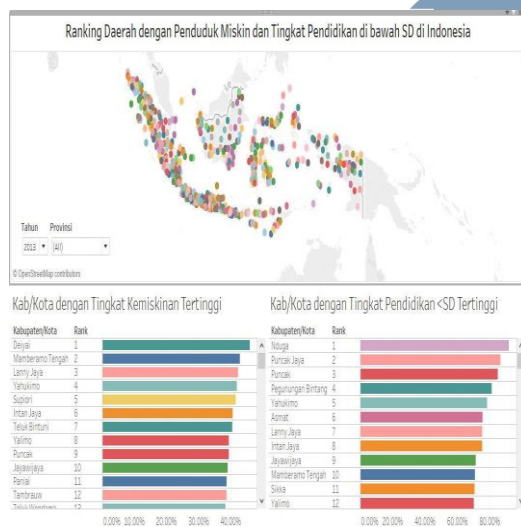 Ranking Daerah dengan Penduduk Miskin dan Tingkat Pendidikan di bawah SD di Indonesia
Tahun Provinsi
2013 (All)
© OpenStreetMap contributors
Kab/Kota dengan Tingkat Kemiskinan Tertinggi
Kabupaten/Kota Rank
Deiyai 1
Mamberamo Tengah 2
Lanny Jaya 3
Yahukimo 4
Supiori 5
Intan Jaya 6
Teluk Bintuni 7
Yalimo 8
Puncak 9
Jayawijaya 10
Paniai 11
Tambrauw 12
Teluk Wondama 13
0.00% 10.00% 20.00% 30.00% 40.00%
Kab/Kota dengan Tingkat Pendidikan <SD Tertinggi
Kabupaten/Kota Rank
Nduga 1
Puncak Jaya 2
Puncak 3
Pegunungan Bintang 4
Yahukimo 5
Asmat 6
Lanny Jaya 7
Intan Jaya 8
Jayawijaya 9
Mamberamo Tengah 10
Sikka 11
Yalimo 12
0.00% 20.00% 40.00% 60.00% 80.00%